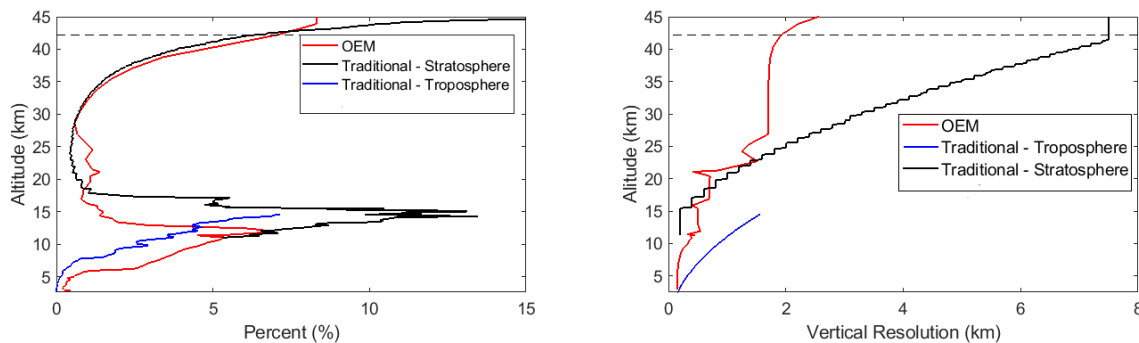 45
40
35
30
25
20
15
10
5
0
5
10
15
Altitude (km)
Percent (%)
OEM
Traditional - Stratosphere
Traditional - Troposphere
45
40
35
30
25
20
15
10
5
0
2
4
6
8
Alitude (km)
Vertical Resolution (km)
OEM
Traditional - Troposphere
Traditional - Stratosphere